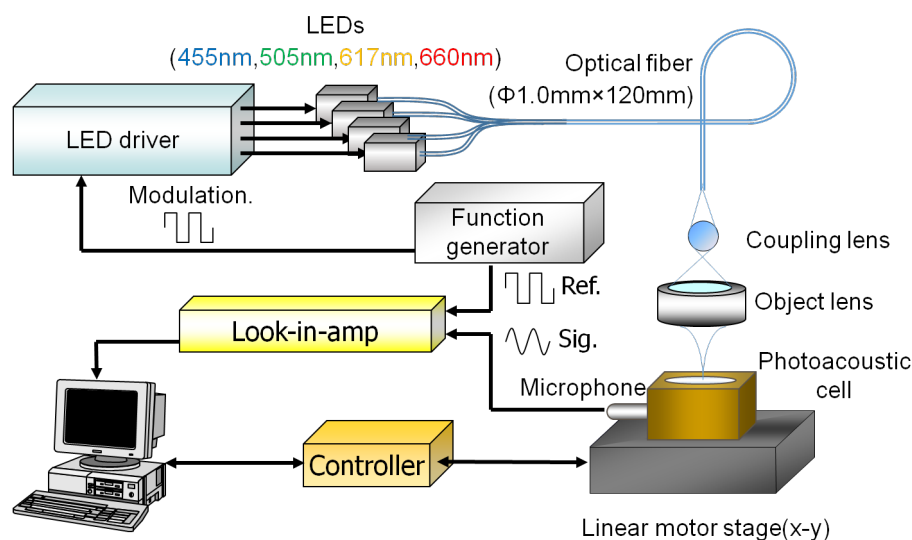 LEDs
(455nm,505nm,617nm,660nm)
Optical fiber
(Φ1.0mm×120mm)
LED driver
Modulation.
Function
generator
Coupling lens
Ref.
Object lens
Look-in-amp
Sig.
Photoacoustic
cell
Microphone
Controller
Linear motor stage(x-y)